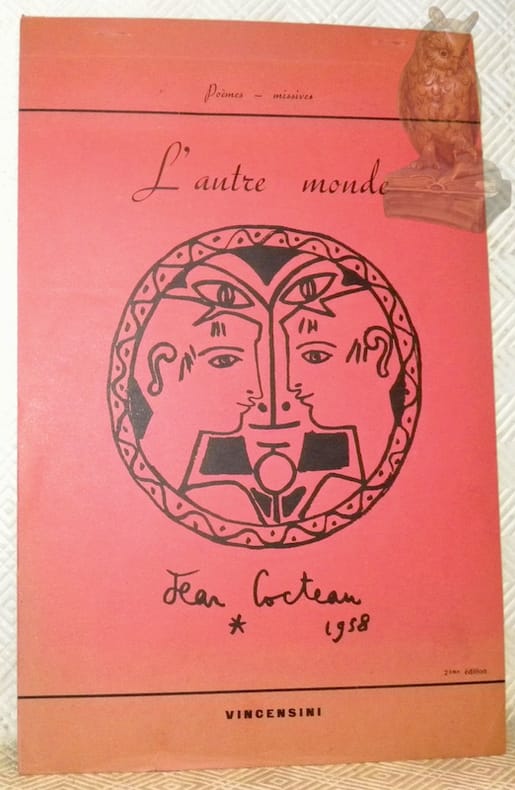 Poèmes - missives
L'autre monde
Jean Cocteau
* 1958
2ème édition
VINCENSINI